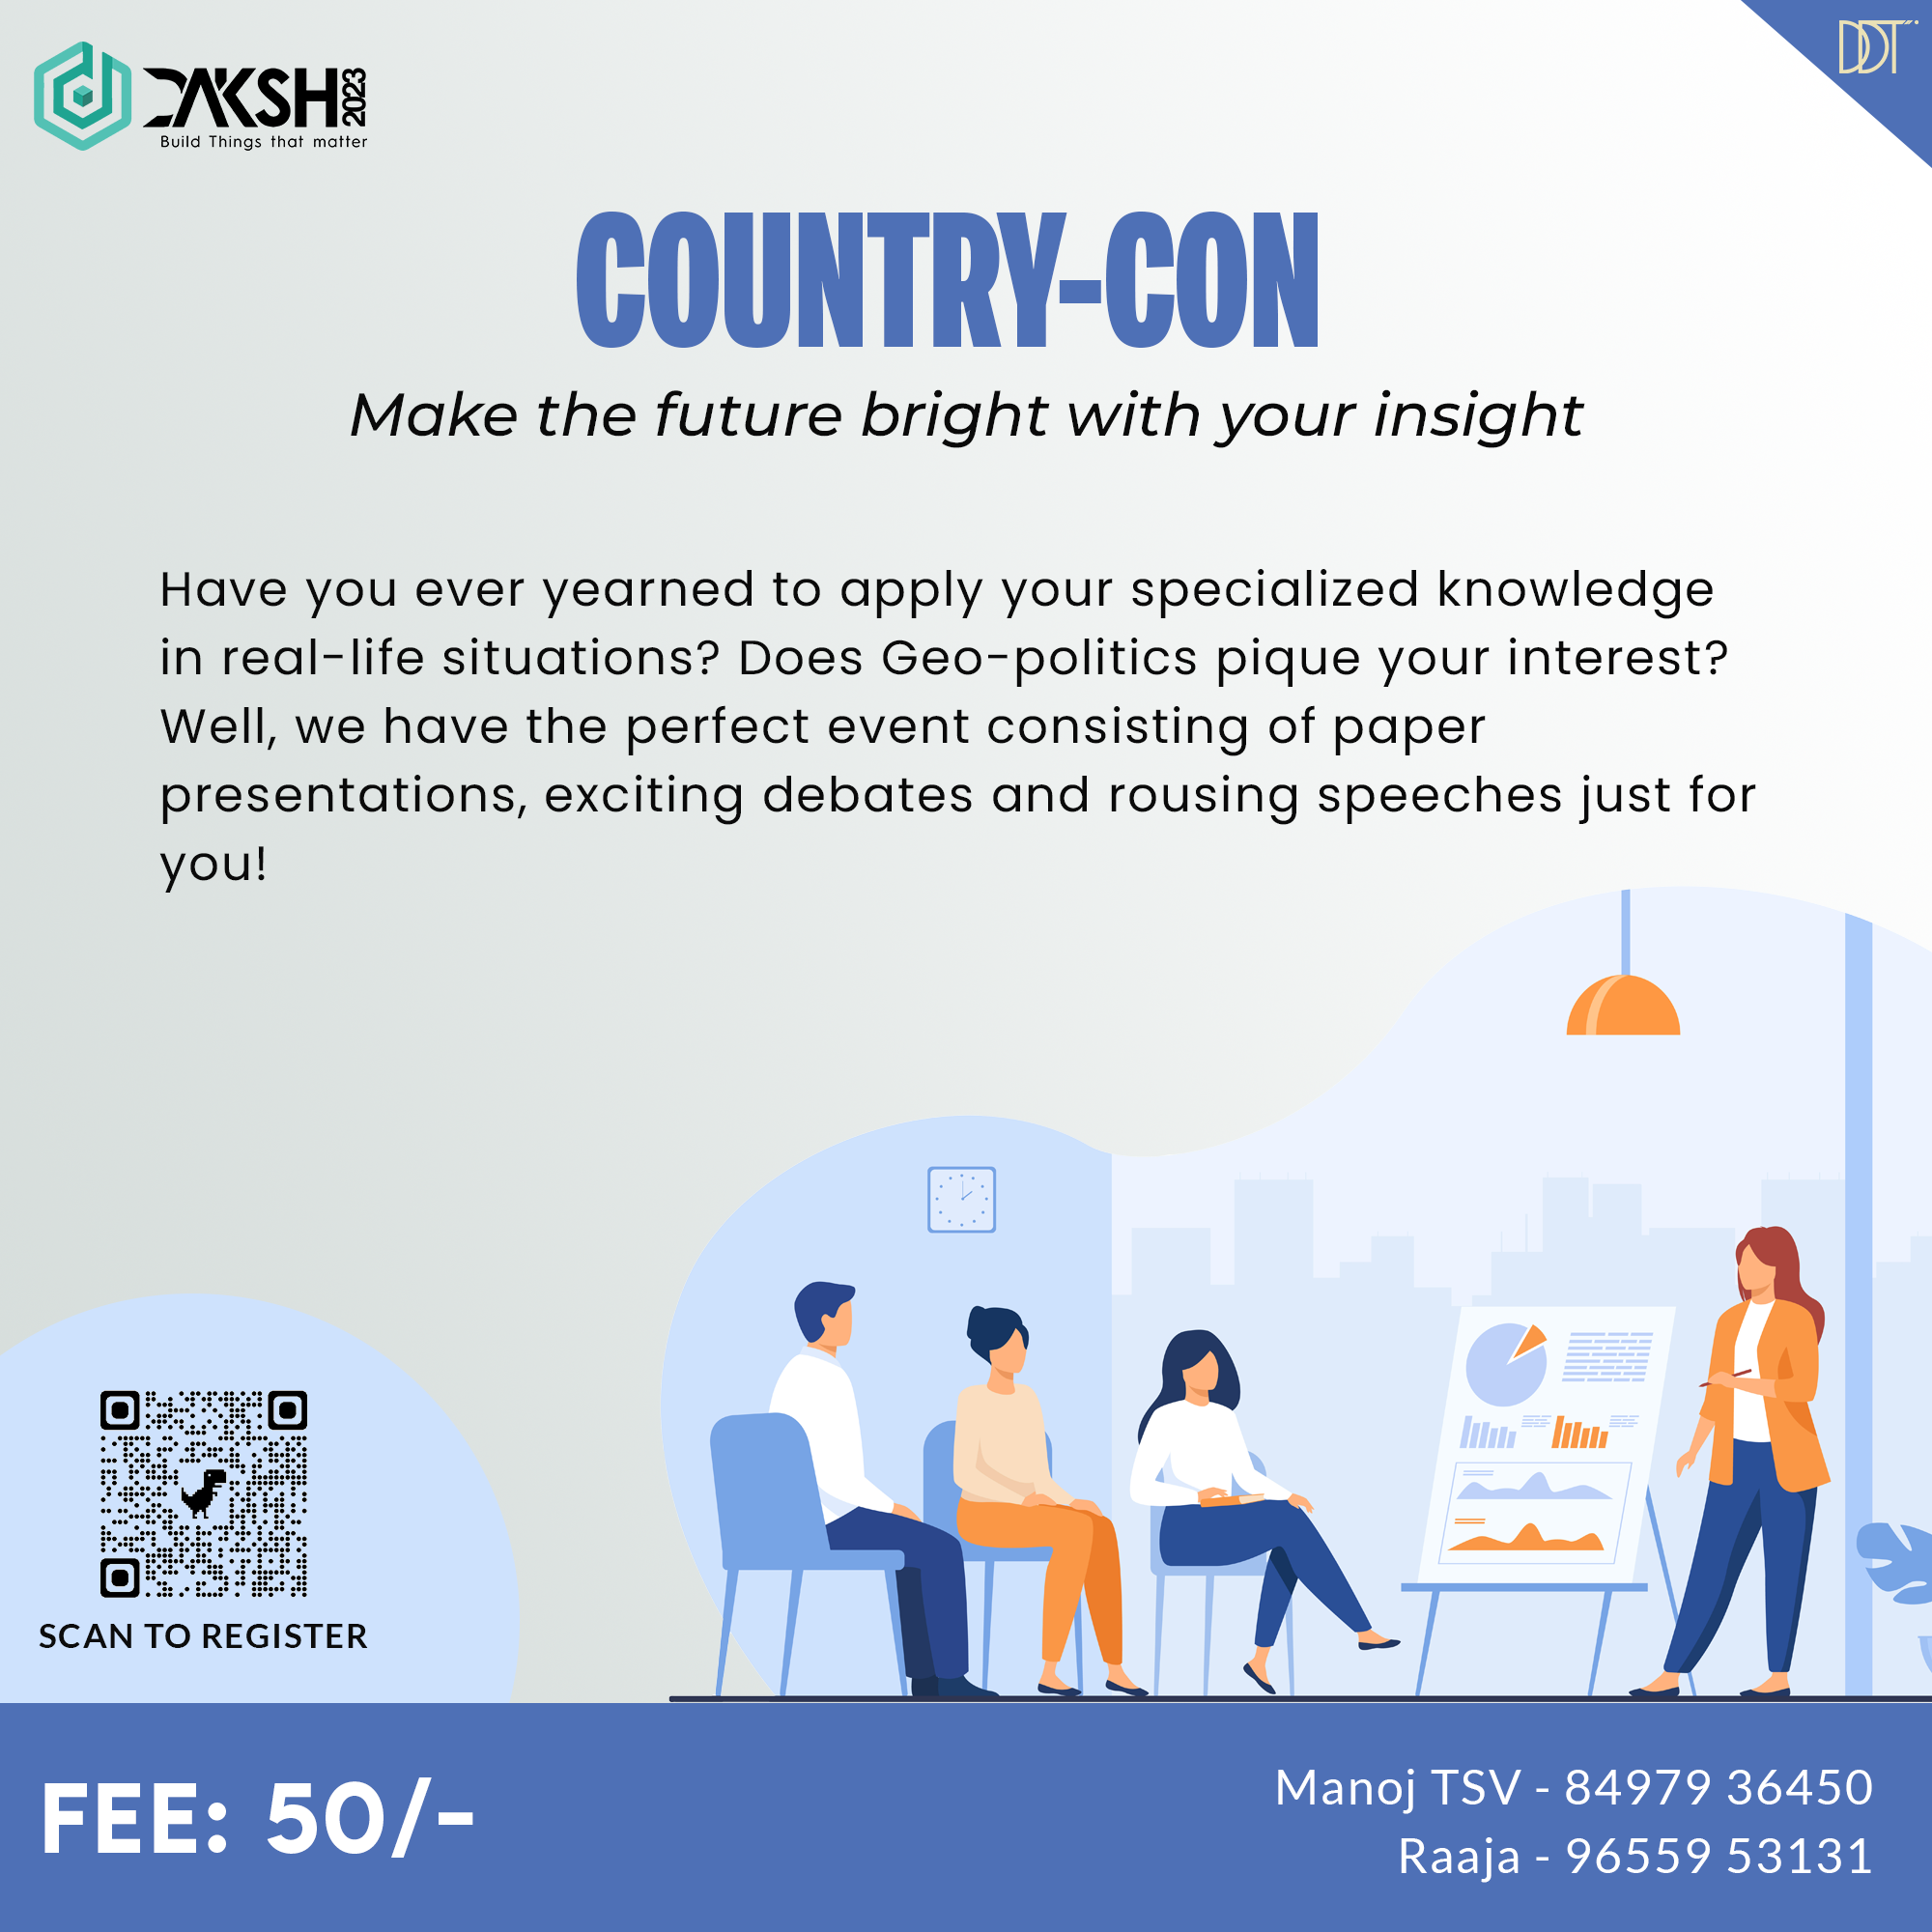 DAKSH 2023
Build Things that matter
DDT
COUNTRY-CON
Make the future bright with your insight
Have you ever yearned to apply your specialized knowledge
in real-life situations? Does Geo-politics pique your interest?
Well, we have the perfect event consisting of paper
presentations, exciting debates and rousing speeches just for
you!
SCAN TO REGISTER
FEE: 50/-
Manoj TSV - 84979 36450
Raaja - 96559 53131